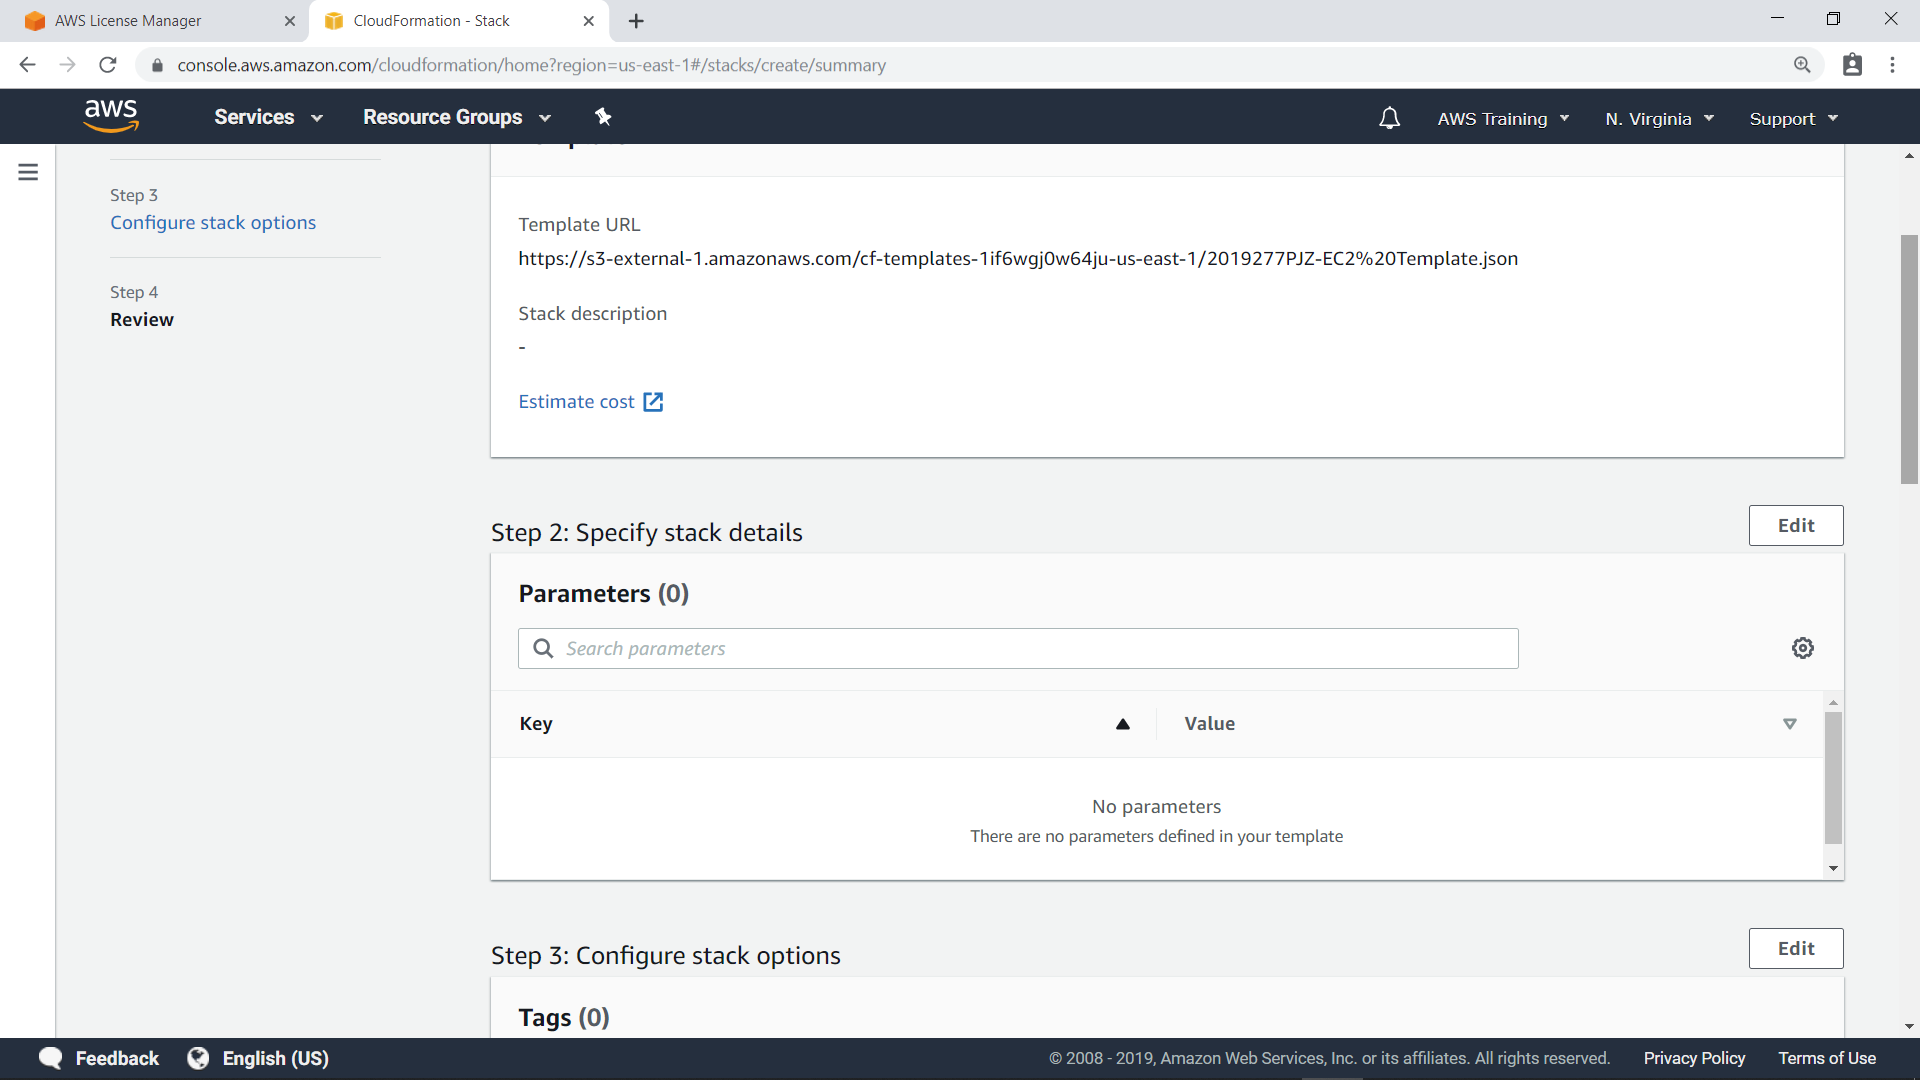 AWS License Manager
CloudFormation - Stack
console.aws.amazon.com/cloudformation/home?region=us-east-1#/stacks/create/summary
aws
Services
Resource Groups
AWS Training
N. Virginia
Support
Step 3
Configure stack options
Step 4
Review
Template URL
https://s3-external-1.amazonaws.com/cf-templates-1if6wgj0w64ju-us-east-1/2019277PJZ-EC2%20Template.json
Stack description
-
Estimate cost
Step 2: Specify stack details
Edit
Parameters (0)
Search parameters
Key
Value
No parameters
There are no parameters defined in your template
Step 3: Configure stack options
Edit
Tags (0)
Feedback
English (US)
© 2008 - 2019, Amazon Web Services, Inc. or its affiliates. All rights reserved.
Privacy Policy
Terms of Use